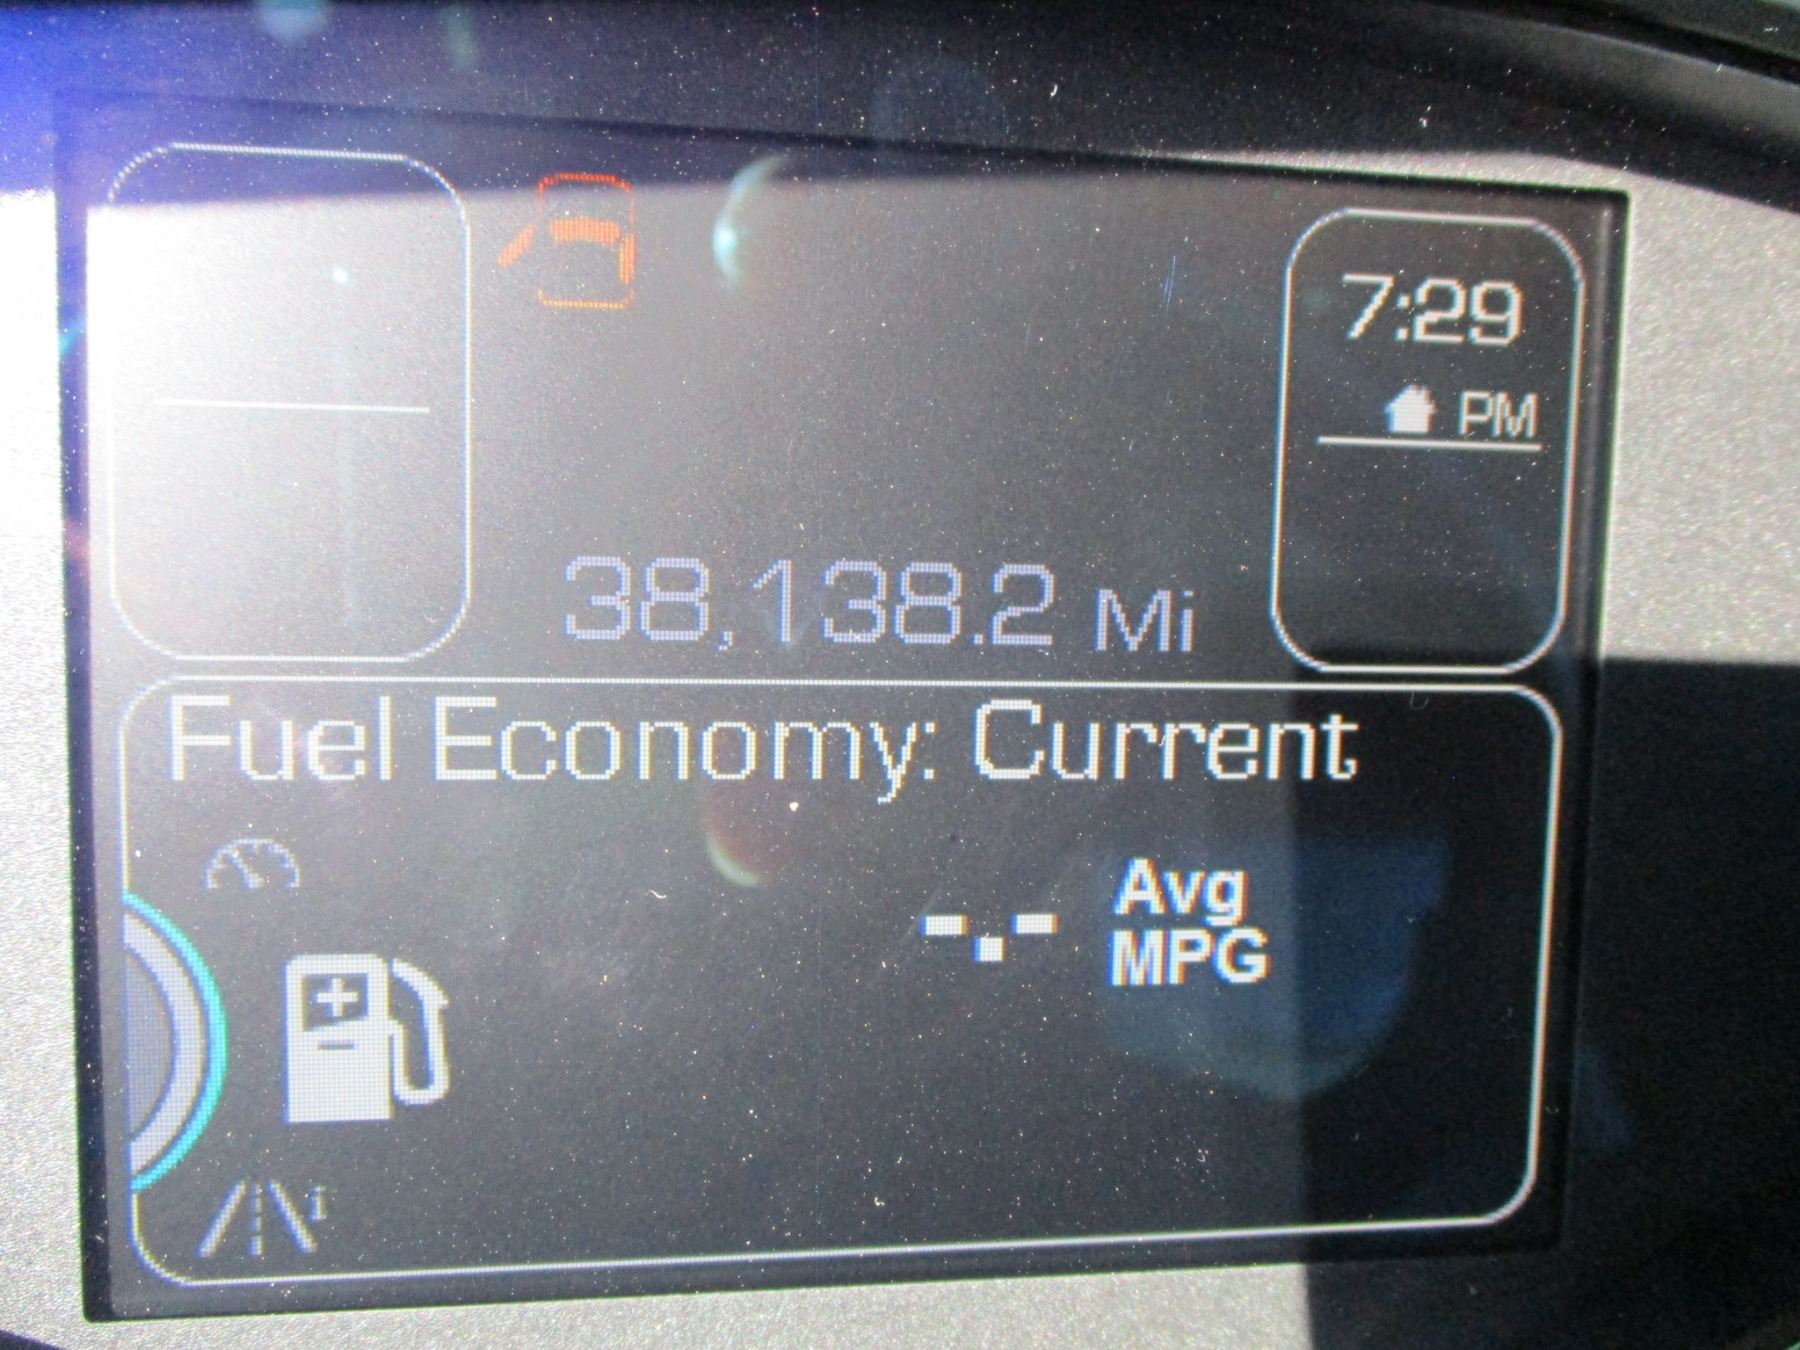 7:29
PM
38,138.2 Mi
Fuel Economy: Current
-.-
Avg
MPG
i